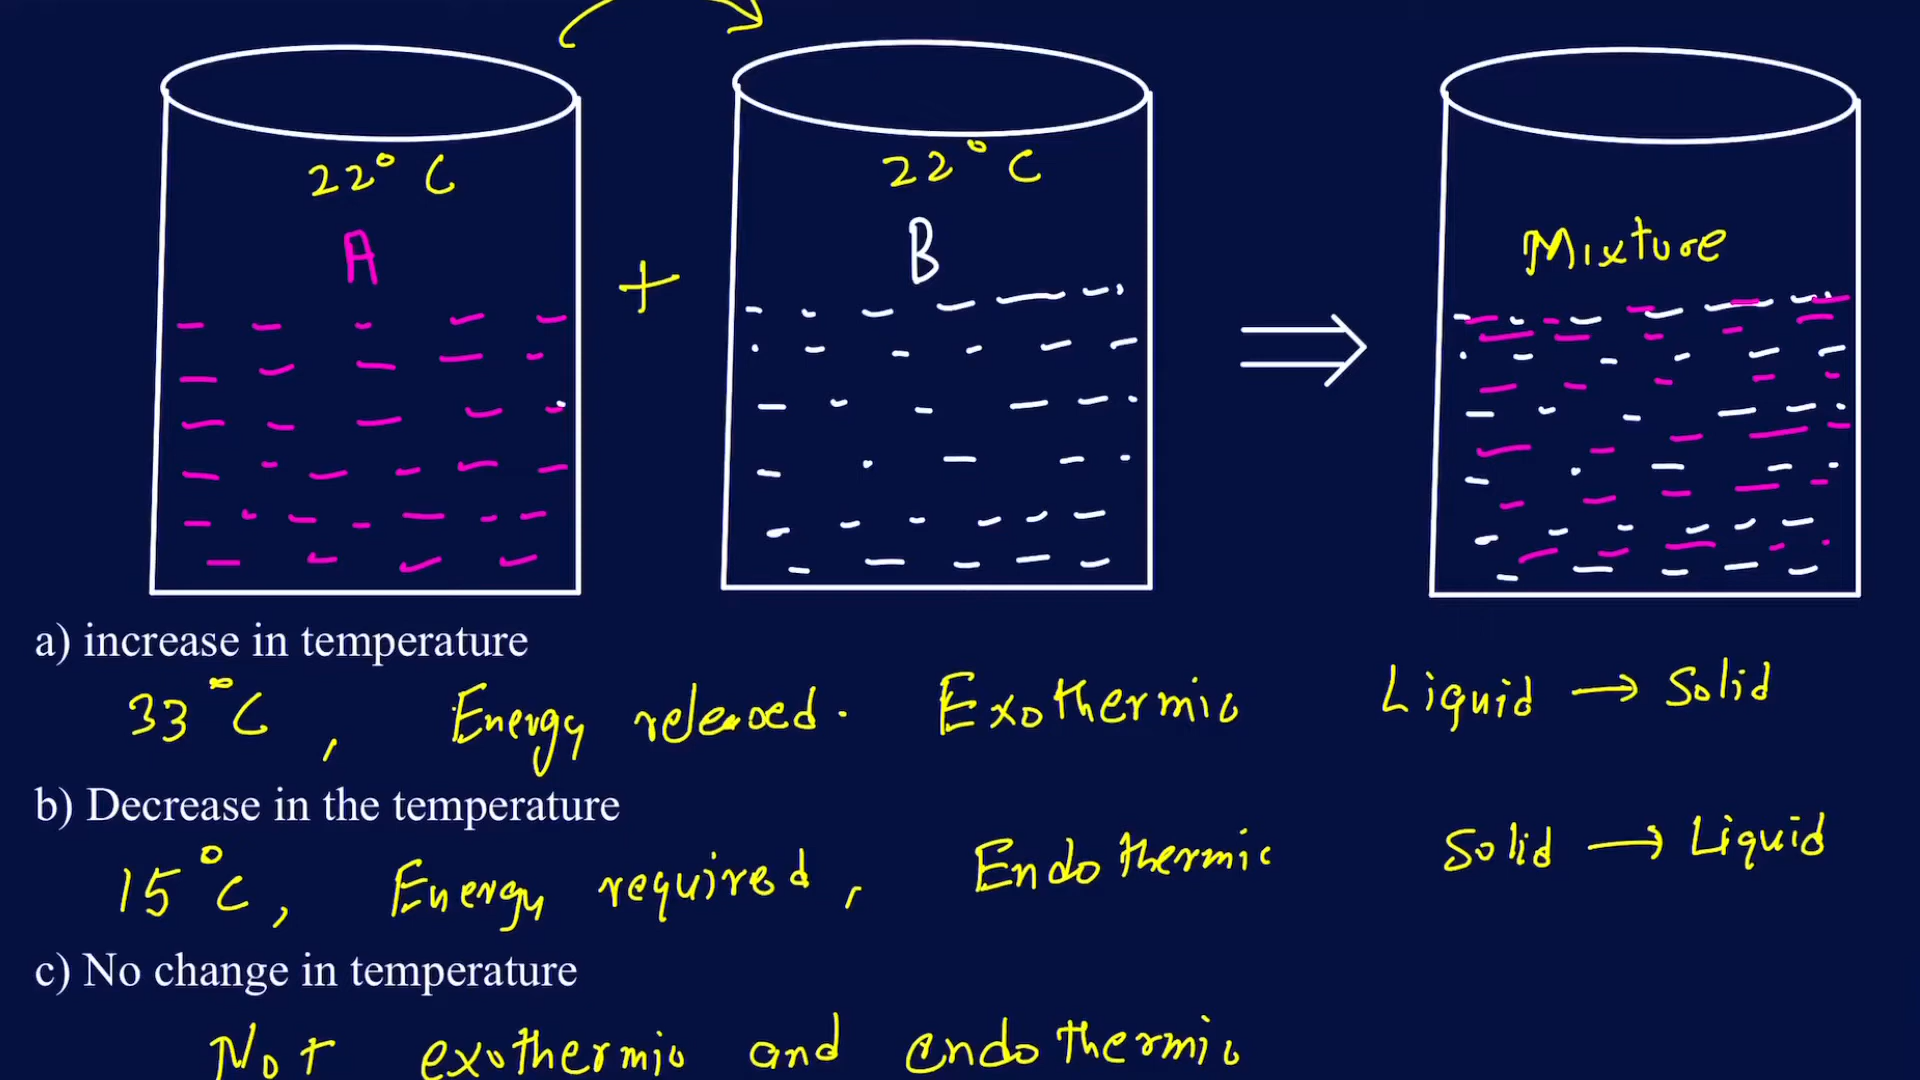 22° C
22° C
A
+
B
Mixture
a) increase in temperature
33°C , Energy released. Exothermic Liquid → Solid
b) Decrease in the temperature
15°C, Energy required, Endothermic Solid → Liquid
c) No change in temperature
Not exothermic and endothermic